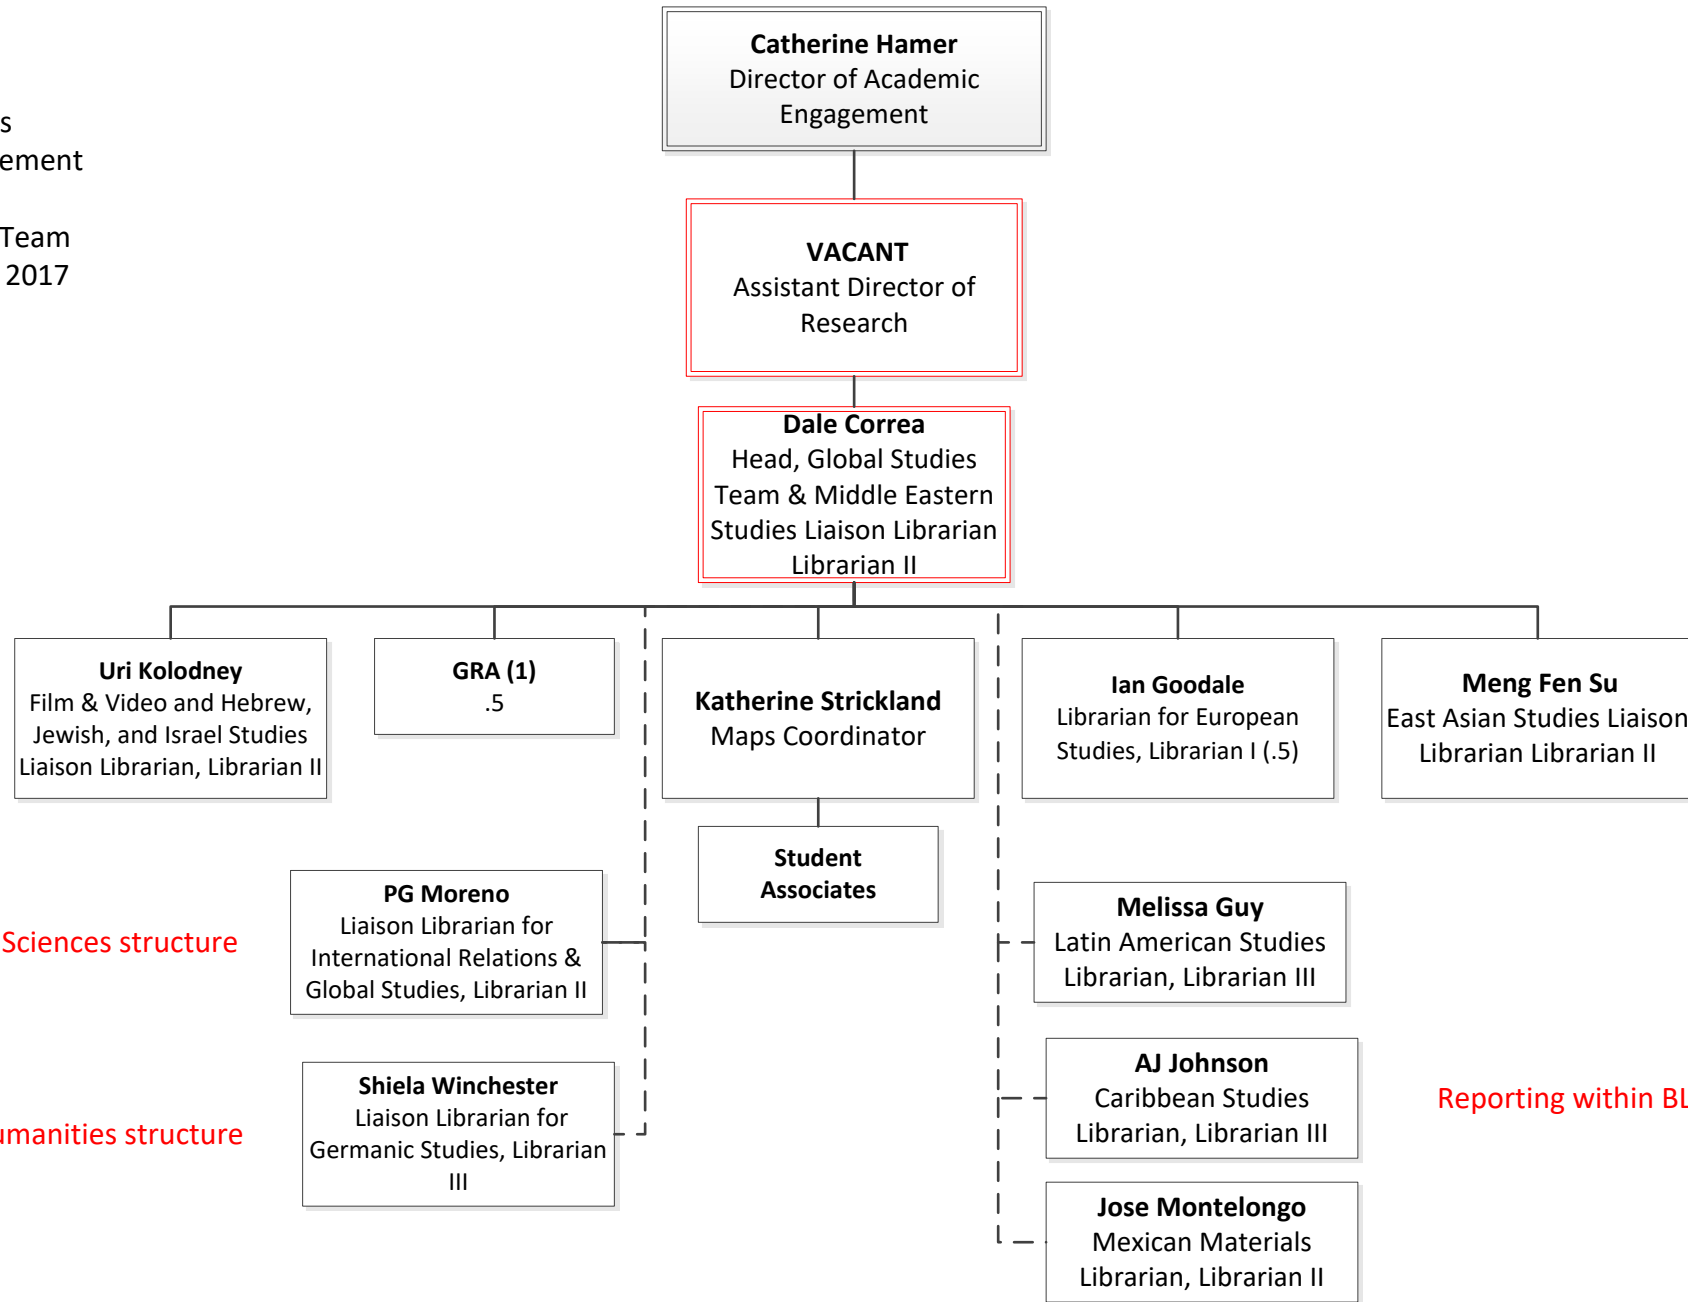 Catherine Hamer
Director of Academic
Engagement
s
ement
Team
2017
VACANT
Assistant Director of
Research
Dale Correa
Head, Global Studies
Team & Middle Eastern
Studies Liaison Librarian
Librarian II
Uri Kolodney
Film & Video and Hebrew,
Jewish, and Israel Studies
Liaison Librarian, Librarian II
GRA (1)
.5
Katherine Strickland
Maps Coordinator
Ian Goodale
Librarian for European
Studies, Librarian I (.5)
Meng Fen Su
East Asian Studies Liaison
Librarian Librarian II
Student
Associates
Sciences structure
PG Moreno
Liaison Librarian for
International Relations &
Global Studies, Librarian II
Melissa Guy
Latin American Studies
Librarian, Librarian III
umanities structure
Shiela Winchester
Liaison Librarian for
Germanic Studies, Librarian
III
AJ Johnson
Caribbean Studies
Librarian, Librarian III
Reporting within BL
Jose Montelongo
Mexican Materials
Librarian, Librarian II